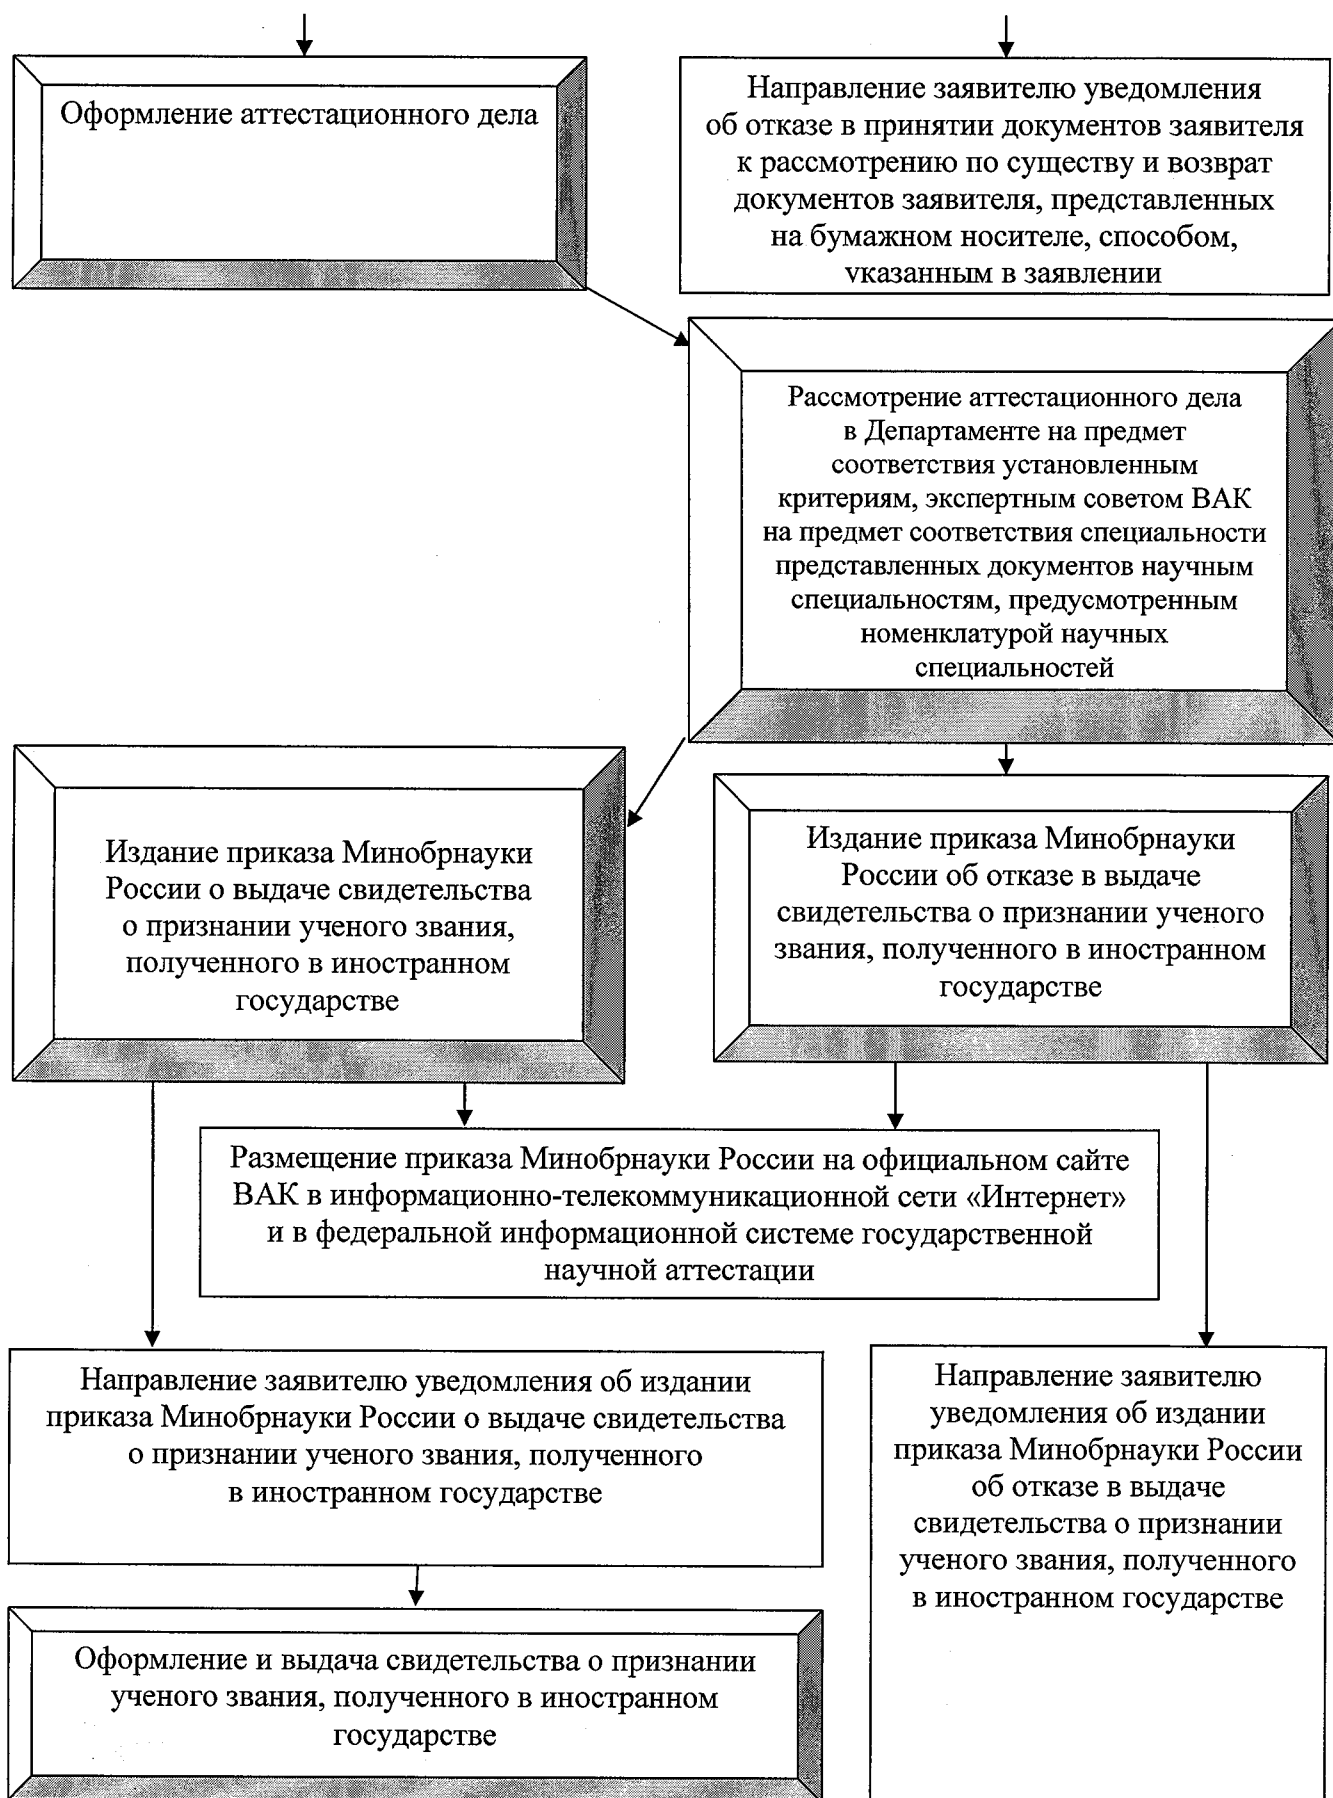 Оформление аттестационного дела
Направление заявителю уведомления
об отказе в принятии документов заявителя
к рассмотрению по существу и возврат
документов заявителя, представленных
на бумажном носителе, способом,
указанным в заявлении
Рассмотрение аттестационного дела
в Департаменте на предмет
соответствия установленным
критериям, экспертным советом ВАК
на предмет соответствия специальности
представленных документов научным
специальностям, предусмотренным
номенклатурой научных
специальностей
Издание приказа Минобрнауки
России о выдаче свидетельства
о признании ученого звания,
полученного в иностранном
государстве
Издание приказа Минобрнауки
России об отказе в выдаче
свидетельства о признании ученого
звания, полученного в иностранном
государстве
Размещение приказа Минобрнауки России на официальном сайте
ВАК в информационно-телекоммуникационной сети «Интернет»
и в федеральной информационной системе государственной
научной аттестации
Направление заявителю уведомления об издании
приказа Минобрнауки России о выдаче свидетельства
о признании ученого звания, полученного
в иностранном государстве
Направление заявителю
уведомления об издании
приказа Минобрнауки России
об отказе в выдаче
свидетельства о признании
ученого звания, полученного
в иностранном государстве
Оформление и выдача свидетельства о признании
ученого звания, полученного в иностранном
государстве